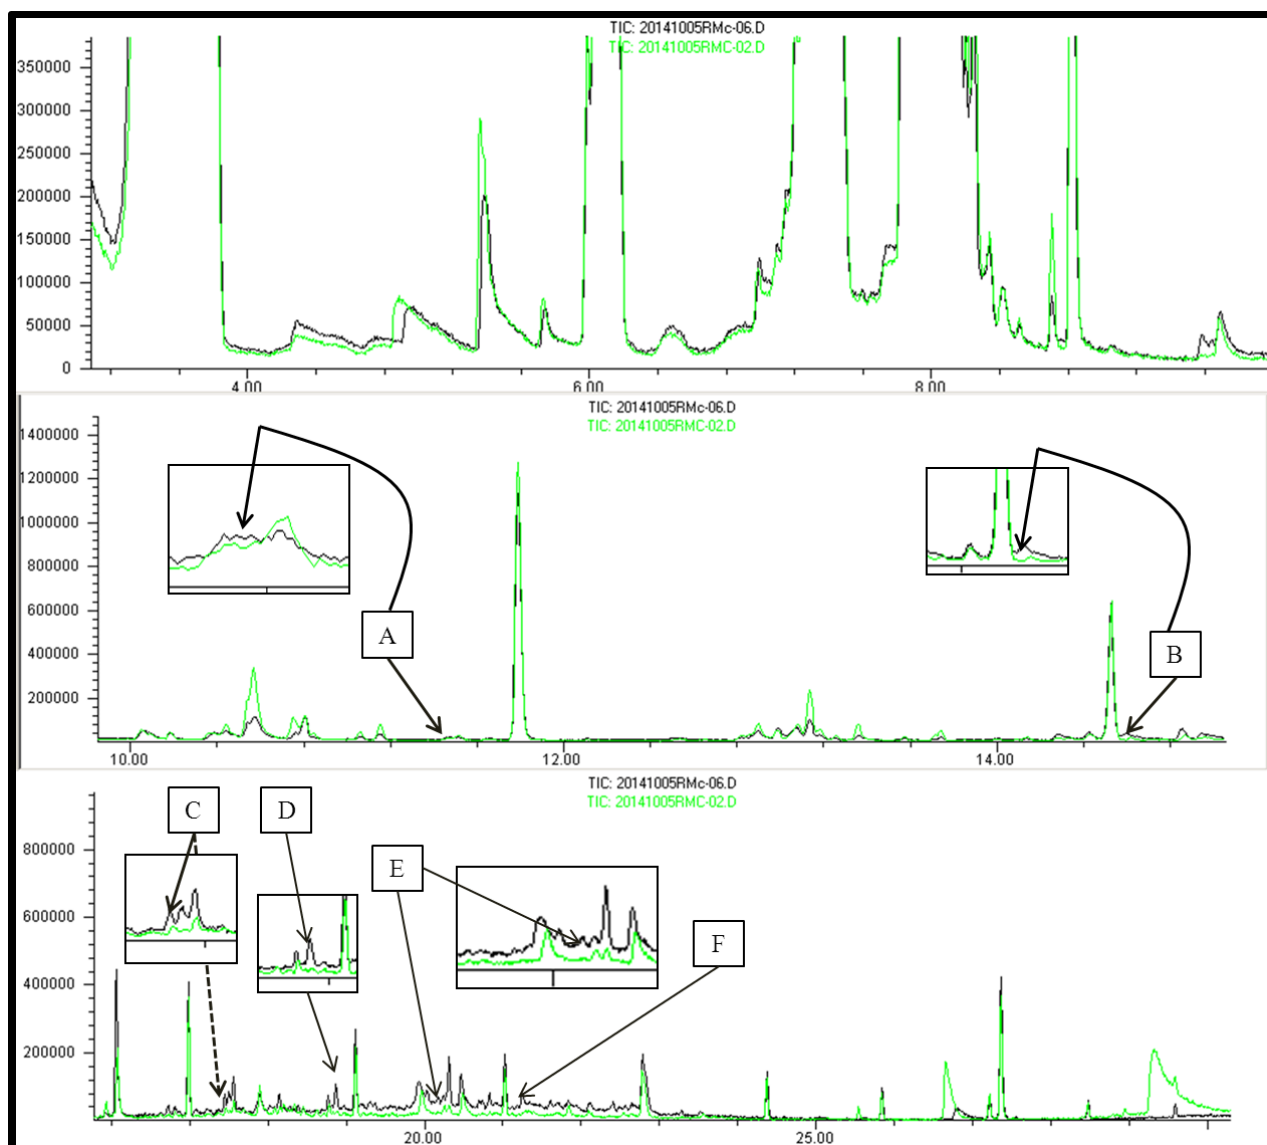 TIC: 20141005RMc-06.D
TIC: 20141005RMC-02.D
350000
300000
250000
200000
150000
100000
50000
0
4.00 6.00 8.00
TIC: 20141005RMc-06.D
TIC: 20141005RMC-02.D
1400000
1200000
1000000
800000
600000
400000
200000
A
B
10.00 12.00 14.00
TIC: 20141005RMc-06.D
TIC: 20141005RMC-02.D
C
D
E
F
800000
600000
400000
200000
20.00 25.00